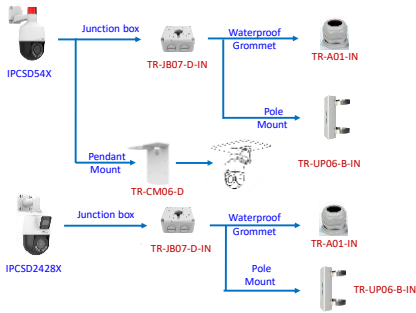 Junction box
Waterproof
Grommet
IPCSD54X
TR-JB07-D-IN
TR-A01-IN
Pole
Mount
Pendant
Mount
TR-UP06-B-IN
TR-CM06-D
Junction box
Waterproof
Grommet
TR-JB07-D-IN
TR-A01-IN
IPCSD2428X
Pole
Mount
TR-UP06-B-IN